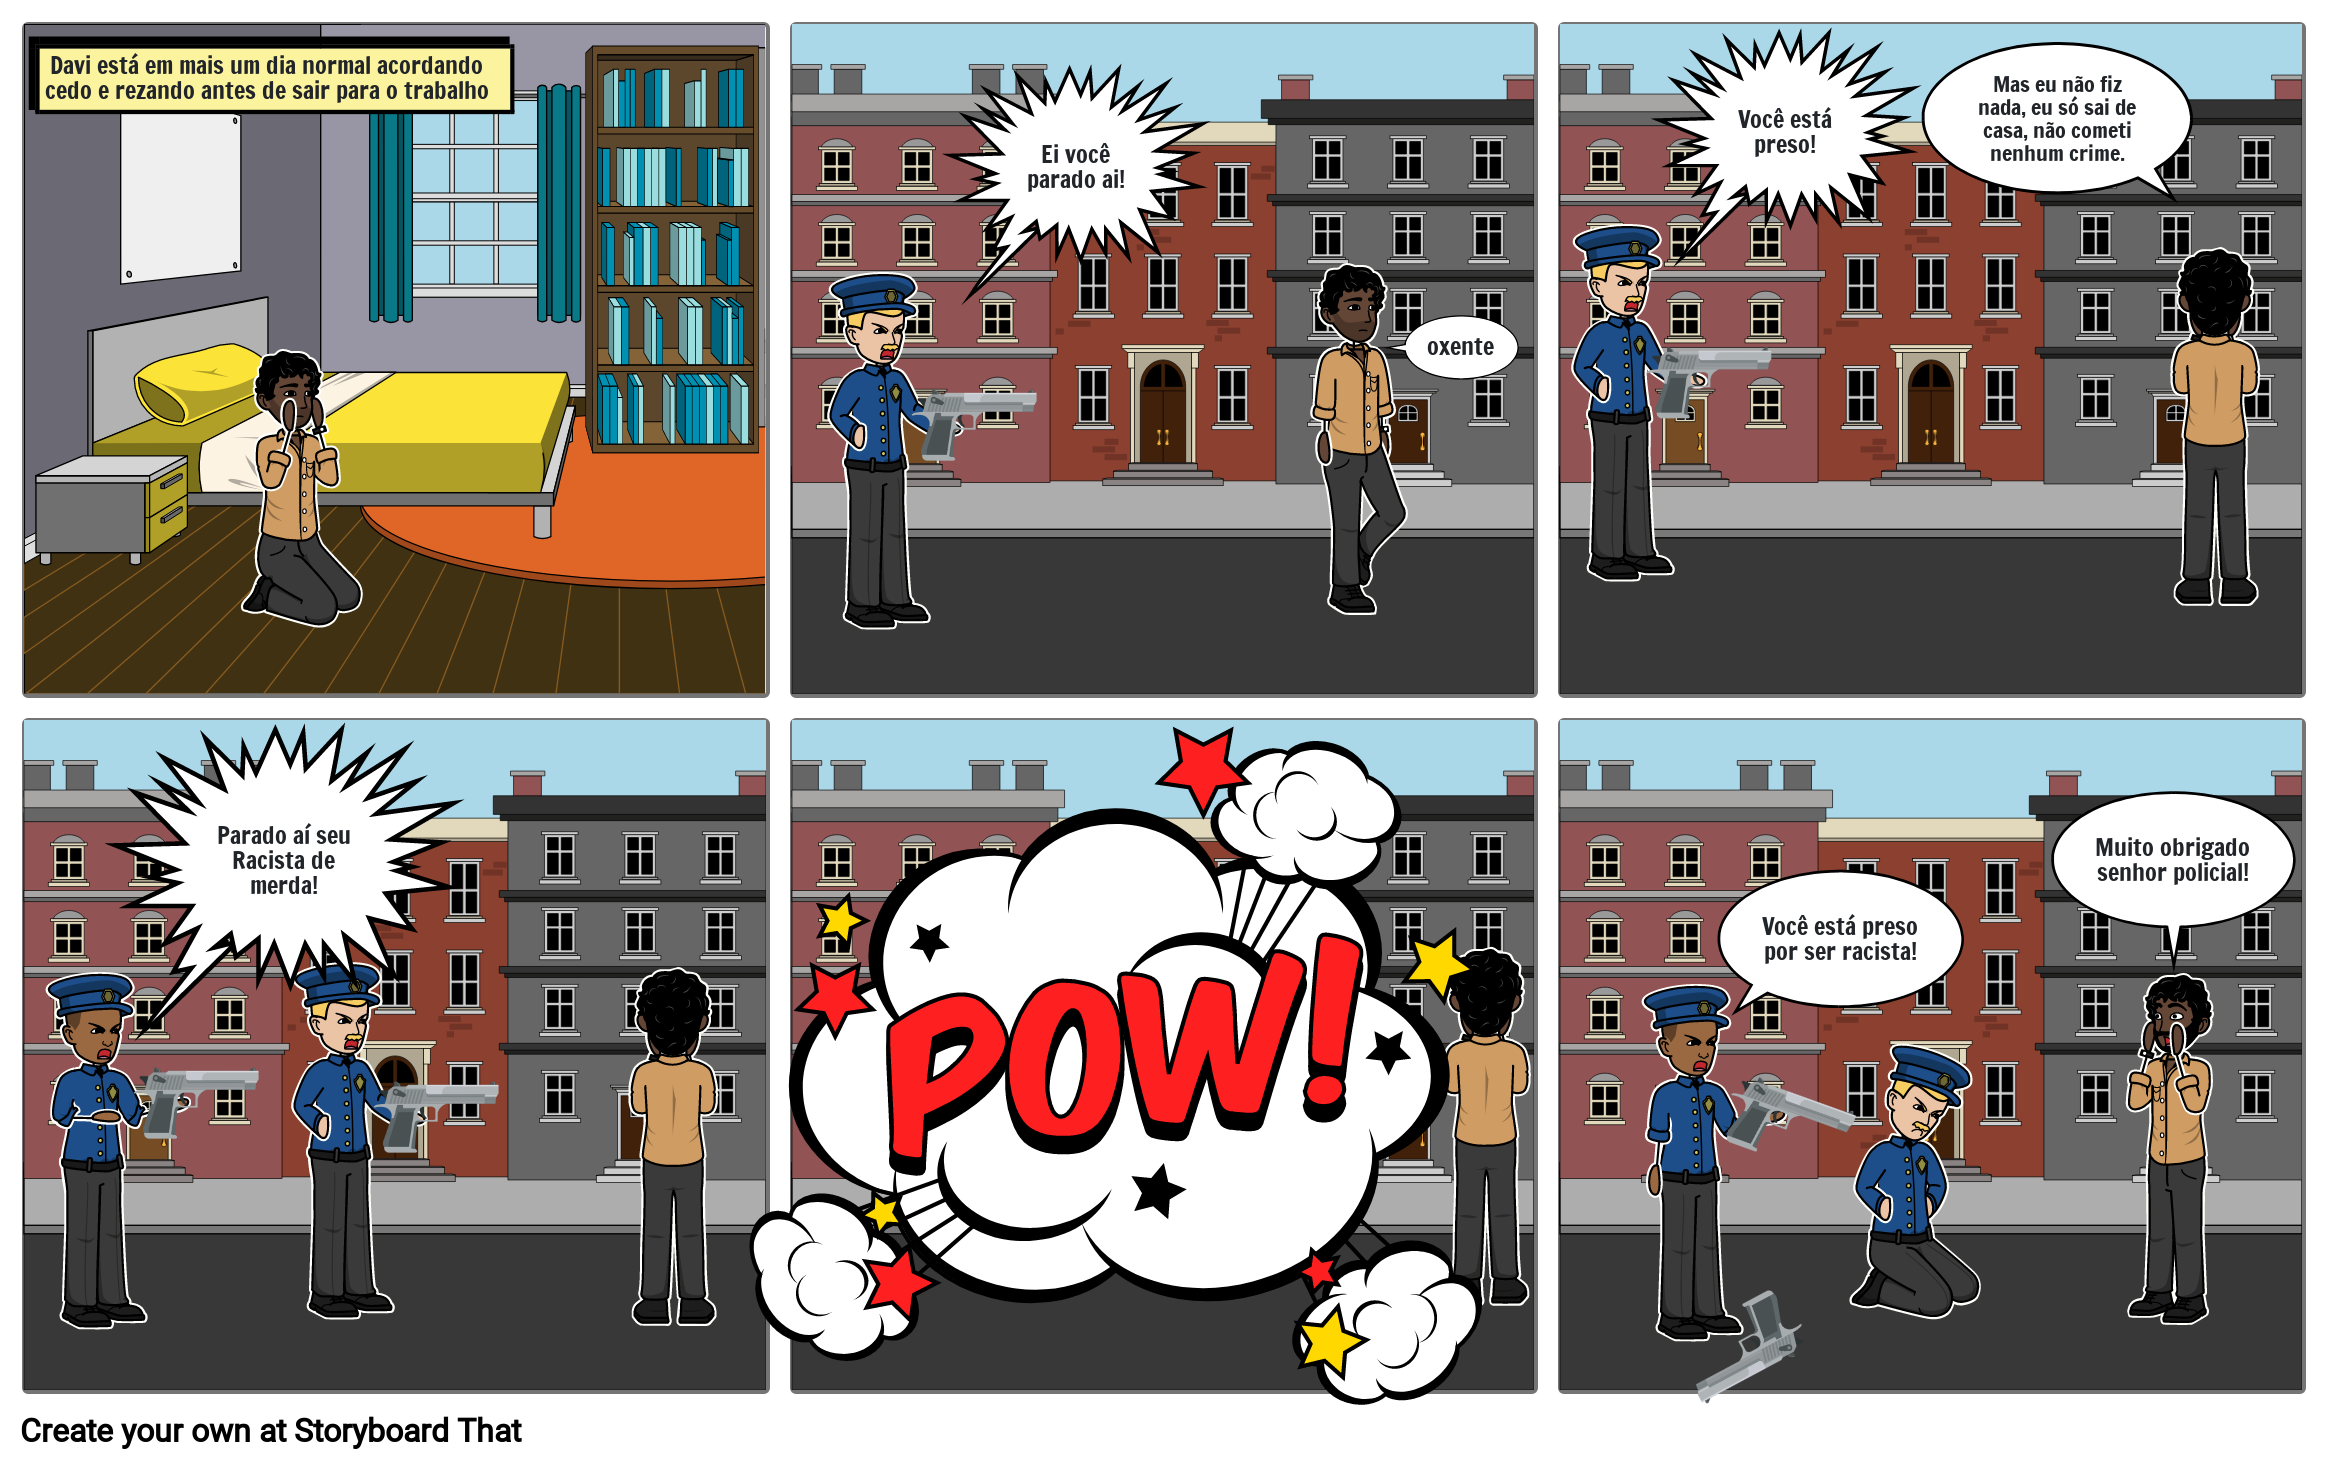 Davi está em mais um dia normal acordando
cedo e rezando antes de sair para o trabalho
Ei você
parado ai!
oxente
Você está
preso!
Mas eu não fiz
nada, eu só sai de
casa, não cometi
nenhum crime.
Parado aí seu
Racista de
merda!
POW!
Você está preso
por ser racista!
Muito obrigado
senhor policial!
Create your own at Storyboard That